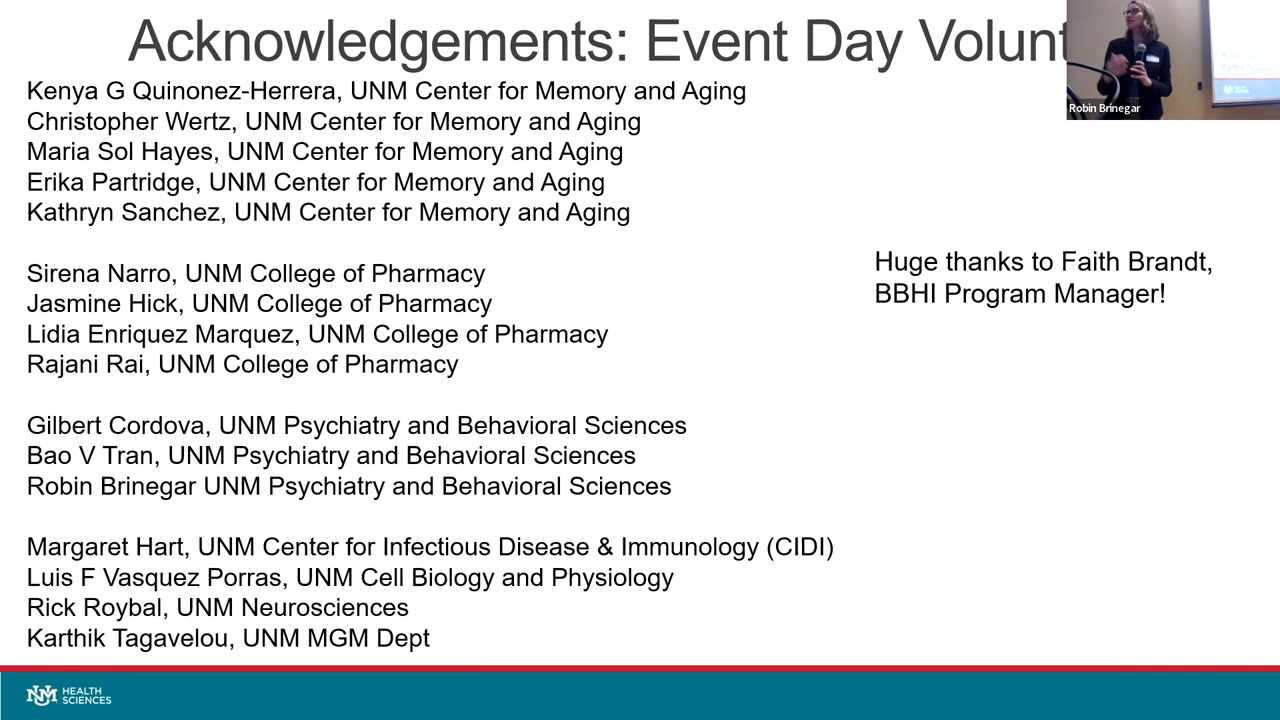 Acknowledgements: Event Day Volunt
Robin Brinegar
Kenya G Quinonez-Herrera, UNM Center for Memory and Aging
Christopher Wertz, UNM Center for Memory and Aging
Maria Sol Hayes, UNM Center for Memory and Aging
Erika Partridge, UNM Center for Memory and Aging
Kathryn Sanchez, UNM Center for Memory and Aging
Sirena Narro, UNM College of Pharmacy
Jasmine Hick, UNM College of Pharmacy
Lidia Enriquez Marquez, UNM College of Pharmacy
Rajani Rai, UNM College of Pharmacy
Gilbert Cordova, UNM Psychiatry and Behavioral Sciences
Bao V Tran, UNM Psychiatry and Behavioral Sciences
Robin Brinegar UNM Psychiatry and Behavioral Sciences
Margaret Hart, UNM Center for Infectious Disease & Immunology (CIDI)
Luis F Vasquez Porras, UNM Cell Biology and Physiology
Rick Roybal, UNM Neurosciences
Karthik Tagavelou, UNM MGM Dept
Huge thanks to Faith Brandt,
BBHI Program Manager!
UNM HEALTH
SCIENCES